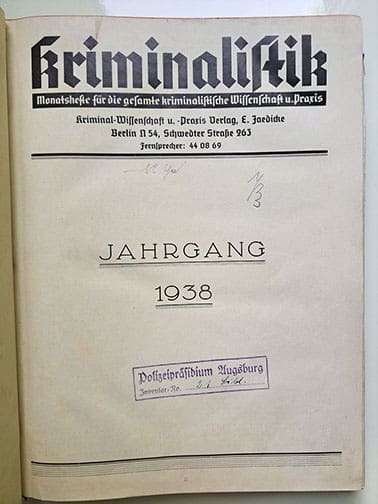 Kriminalistik
Monatshefte für die gesamte kriminalistische Wissenschaft u. Praxis
Kriminal-Wissenschaft u. -Praxis Verlag, E. Jaedicke
Berlin N 54, Schwedter Straße 263
Fernsprecher: 44 08 69
JAHRGANG
1938
Polizeipräsidium Augsburg
Inventar-No.